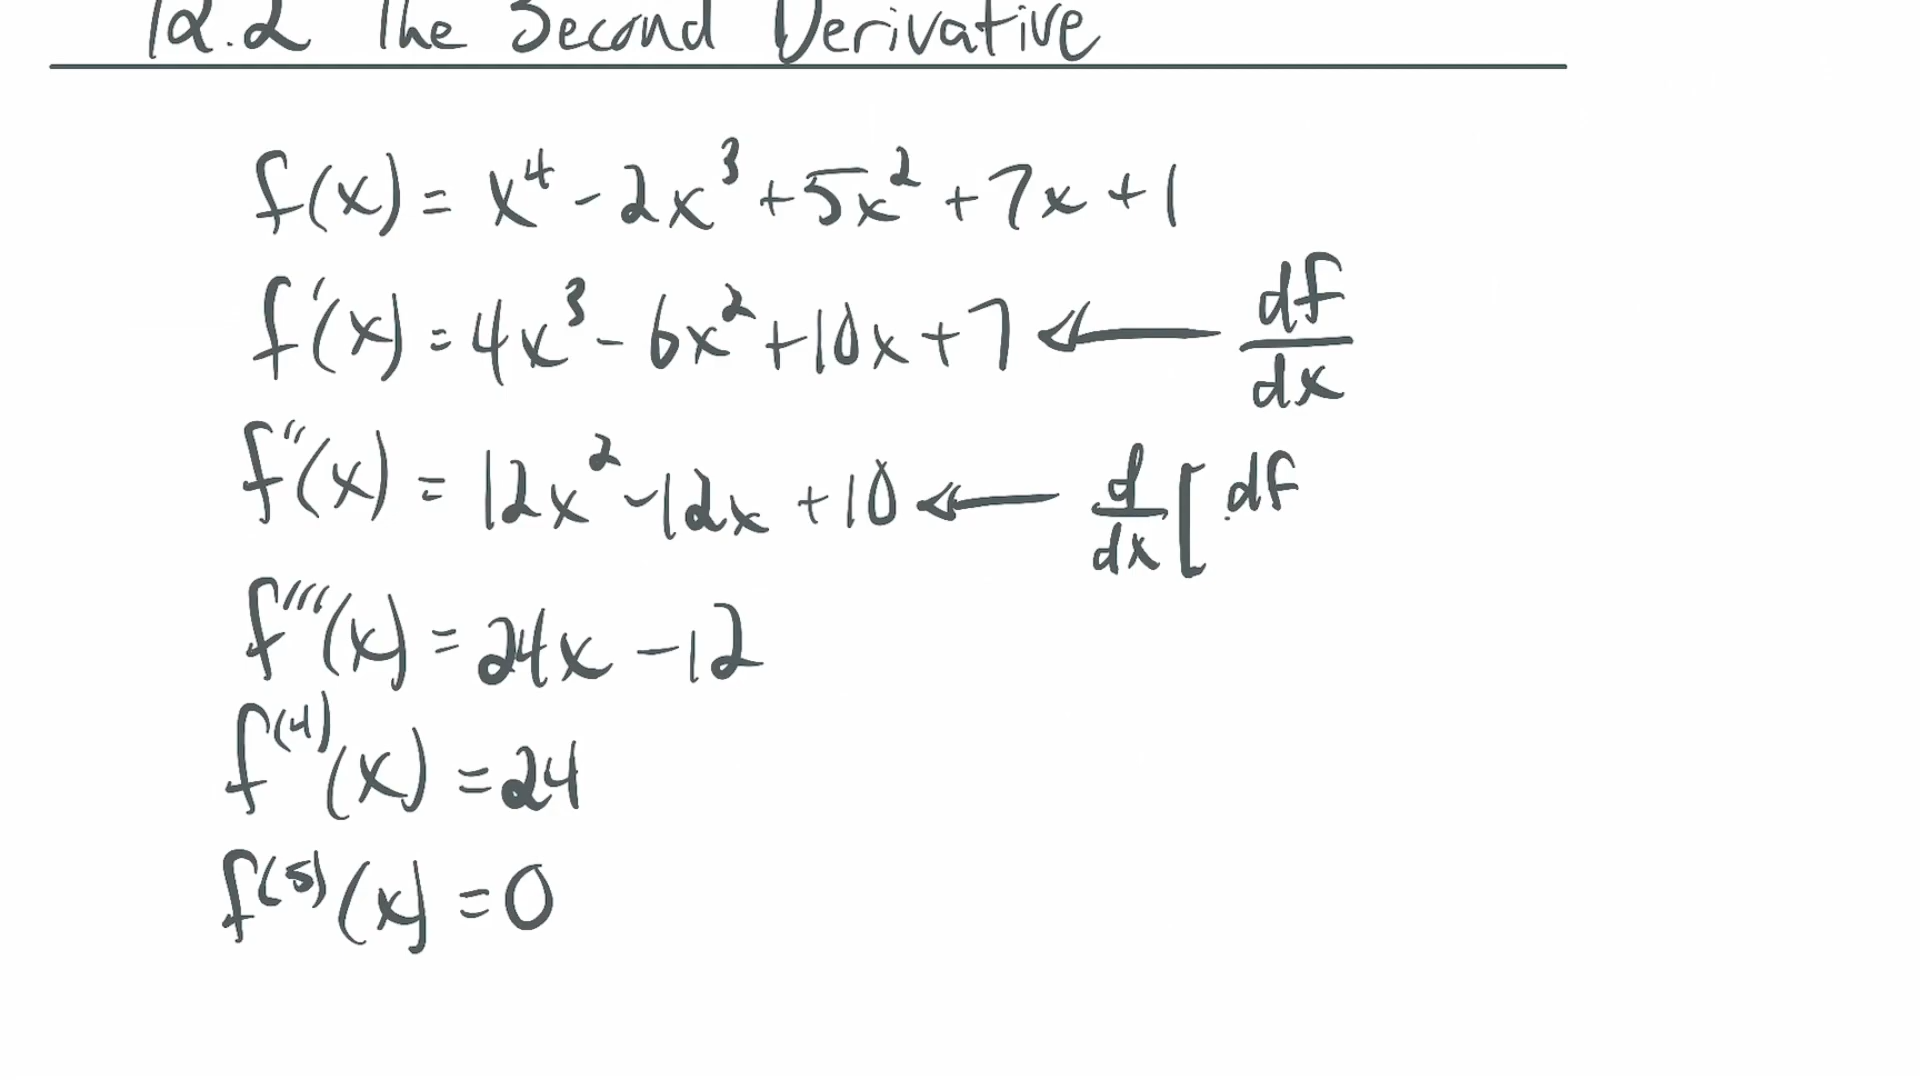 12.2 The Second Derivative
f(x) = x⁴ - 2x³ + 5x² + 7x + 1
f'(x) = 4x³ - 6x² + 10x + 7 ← df/dx
f''(x) = 12x² - 12x + 10 ← d/dx [ df
f'''(x) = 24x - 12
f⁽⁴⁾(x) = 24
f⁽⁵⁾(x) = 0